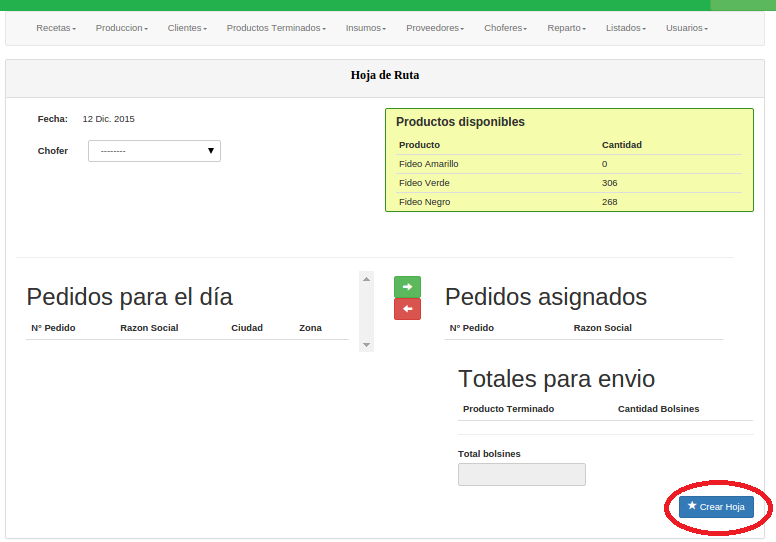 Recetas Produccion Clientes Productos Terminados Insumos Proveedores Choferes Reparto Listados Usuarios
Hoja de Ruta
Fecha: 12 Dic. 2015
Chofer --------
Productos disponibles
Producto Cantidad
Fideo Amarillo 0
Fideo Verde 306
Fideo Negro 268
Pedidos para el día
N° Pedido Razon Social Ciudad Zona
Pedidos asignados
N° Pedido Razon Social
Totales para envio
Producto Terminado Cantidad Bolsines
Total bolsines
Crear Hoja